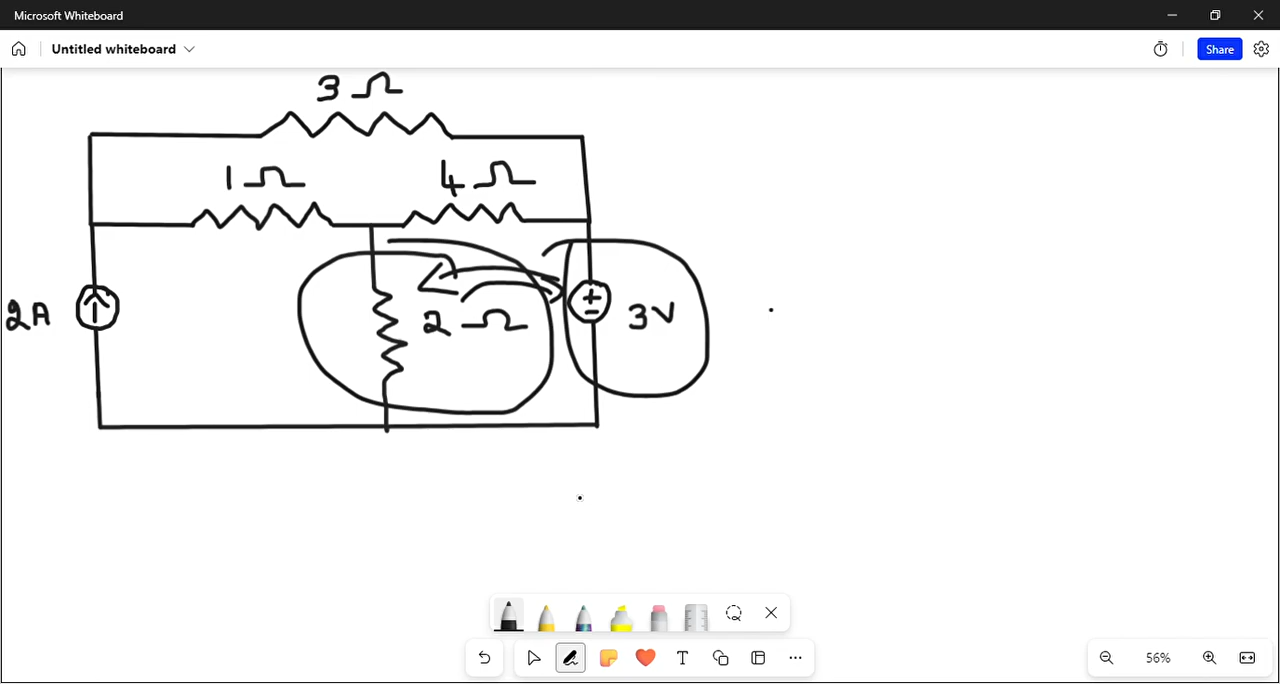 Microsoft Whiteboard
Untitled whiteboard
Share
3 Ω
1 Ω
4 Ω
2A
2 Ω
+
−
3V
56%